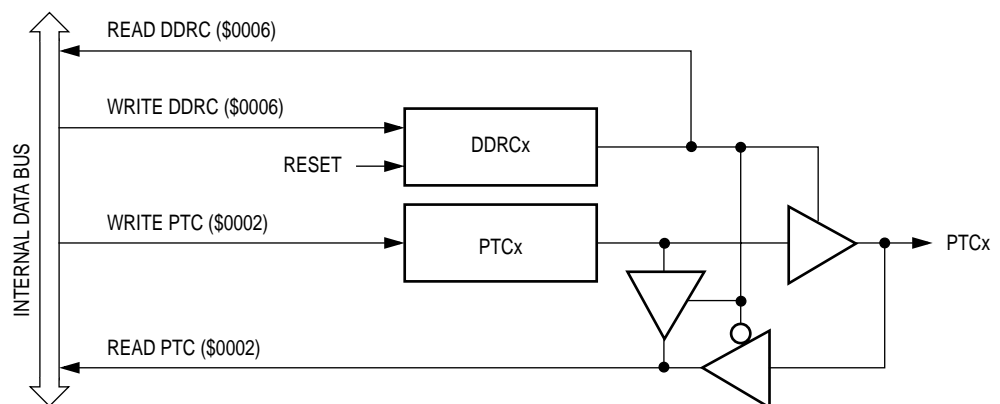 READ DDRC ($0006)
WRITE DDRC ($0006)
DDRCx
RESET
INTERNAL DATA BUS
WRITE PTC ($0002)
PTCx
PTCx
READ PTC ($0002)